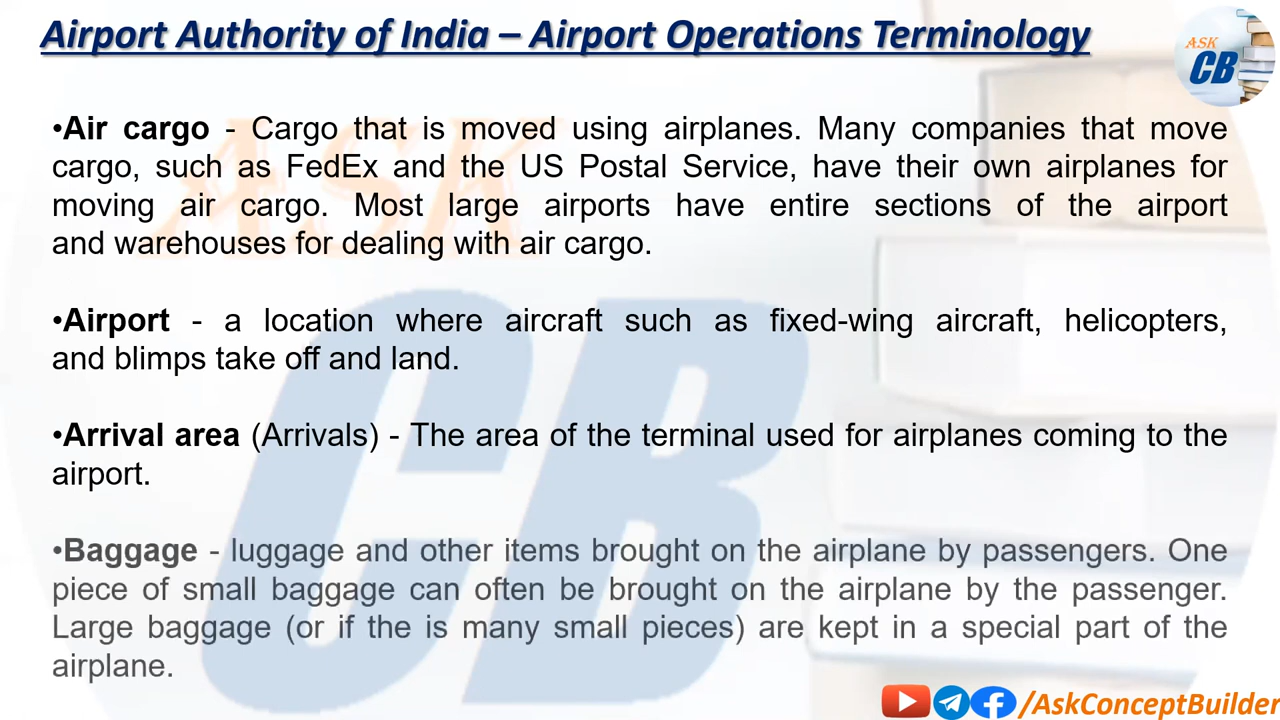 Airport Authority of India – Airport Operations Terminology
ASK
CB
•Air cargo - Cargo that is moved using airplanes. Many companies that move
cargo, such as FedEx and the US Postal Service, have their own airplanes for
moving air cargo. Most large airports have entire sections of the airport
and warehouses for dealing with air cargo.
•Airport - a location where aircraft such as fixed-wing aircraft, helicopters,
and blimps take off and land.
•Arrival area (Arrivals) - The area of the terminal used for airplanes coming to the
airport.
•Baggage - luggage and other items brought on the airplane by passengers. One
piece of small baggage can often be brought on the airplane by the passenger.
Large baggage (or if the is many small pieces) are kept in a special part of the
airplane.
ASK
CB
/AskConceptBuilder